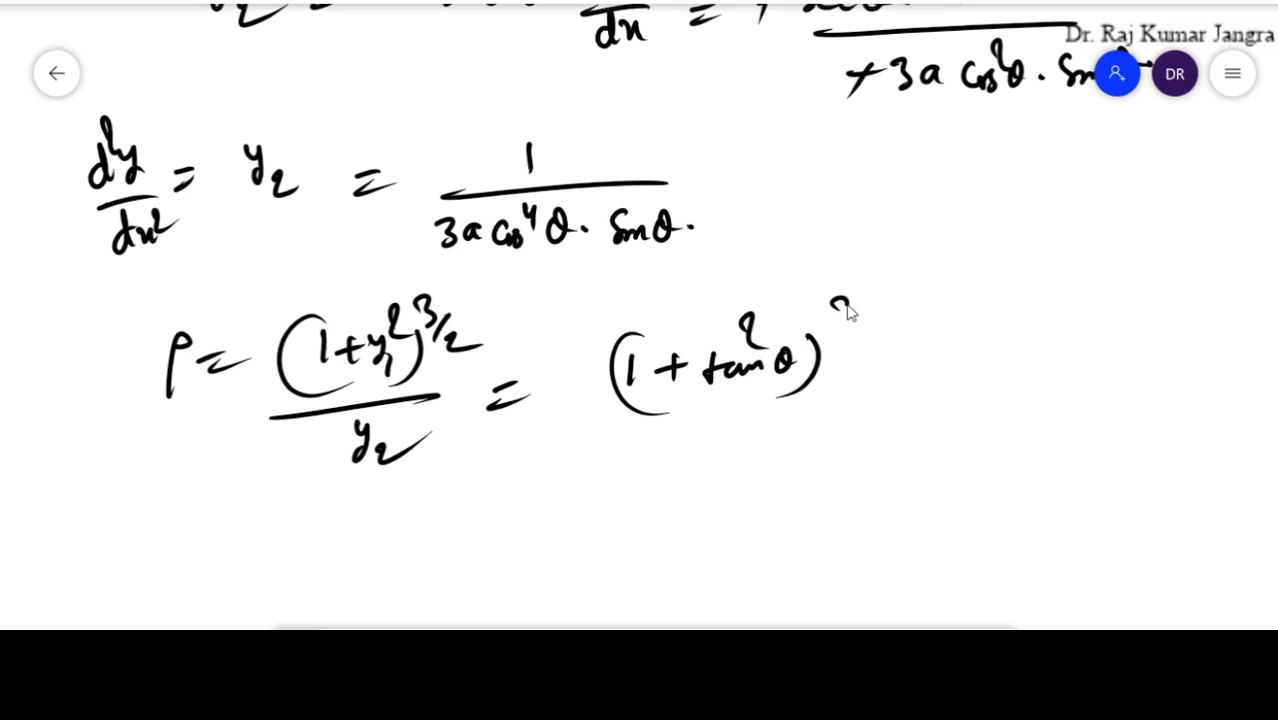 y2 = dx =
Dr. Raj Kumar Jangra
+ 3a cos²θ · Sin
DR
d²y/dx² = y₂ = 1/(3a cos⁴θ · Sinθ.)
ρ = (1+y₁²)^3/2 / y₂ = (1 + tan²θ)